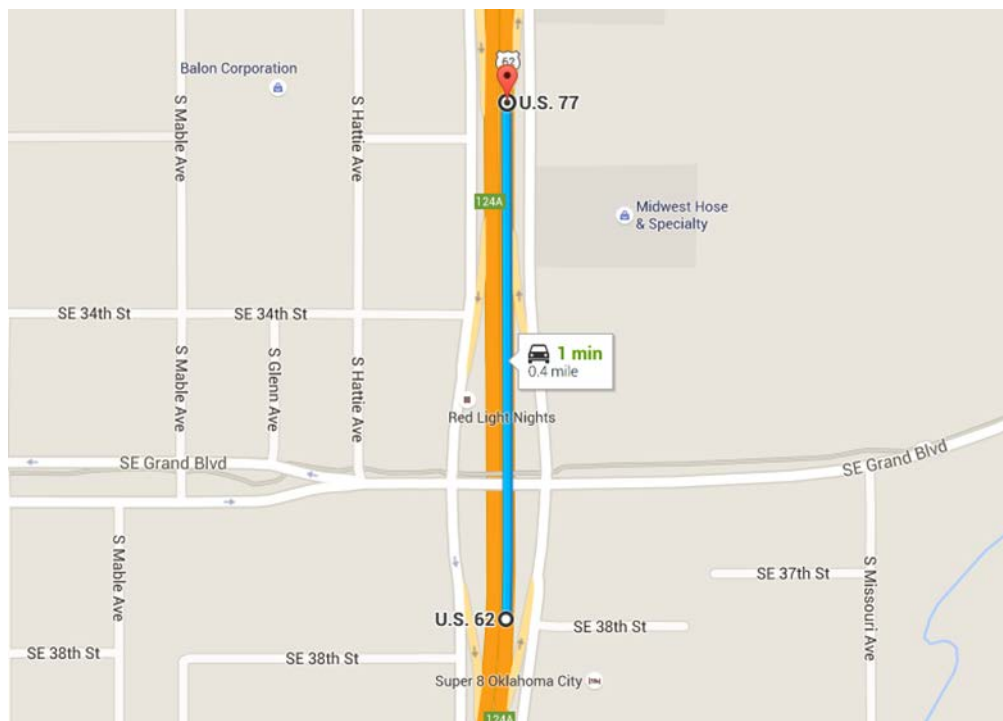 62
Balon Corporation
U.S. 77
S Mable Ave
S Hattie Ave
124A
Midwest Hose
& Specialty
SE 34th St
SE 34th St
1 min
0.4 mile
S Mable Ave
S Glenn Ave
S Hattie Ave
Red Light Nights
SE Grand Blvd
SE Grand Blvd
S Mable Ave
SE 37th St
S Missouri Ave
U.S. 62
SE 38th St
SE 38th St
SE 38th St
Super 8 Oklahoma City
124A